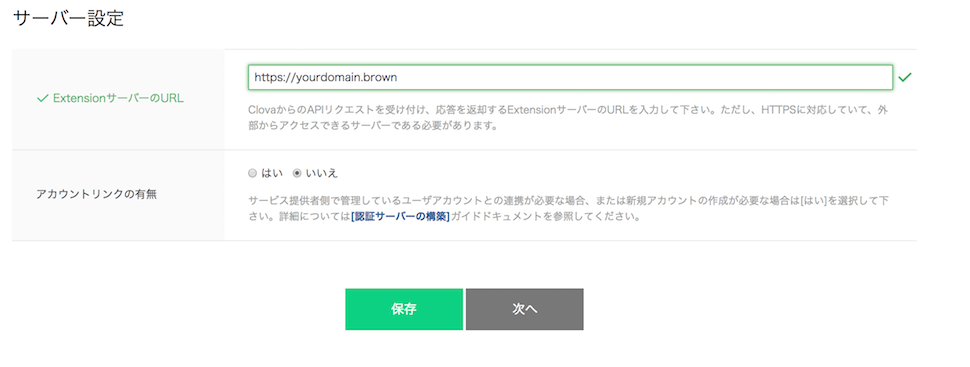 サーバー設定
ExtensionサーバーのURL
https://yourdomain.brown
ClovaからのAPIリクエストを受け付け、応答を返却するExtensionサーバーのURLを入力して下さい。ただし、HTTPSに対応していて、外
部からアクセスできるサーバーである必要があります。
アカウントリンクの有無
はい いいえ
サービス提供者側で管理しているユーザアカウントとの連携が必要な場合、または新規アカウントの作成が必要な場合は[はい]を選択して下
さい。詳細については[認証サーバーの構築]ガイドドキュメントを参照してください。
保存 次へ